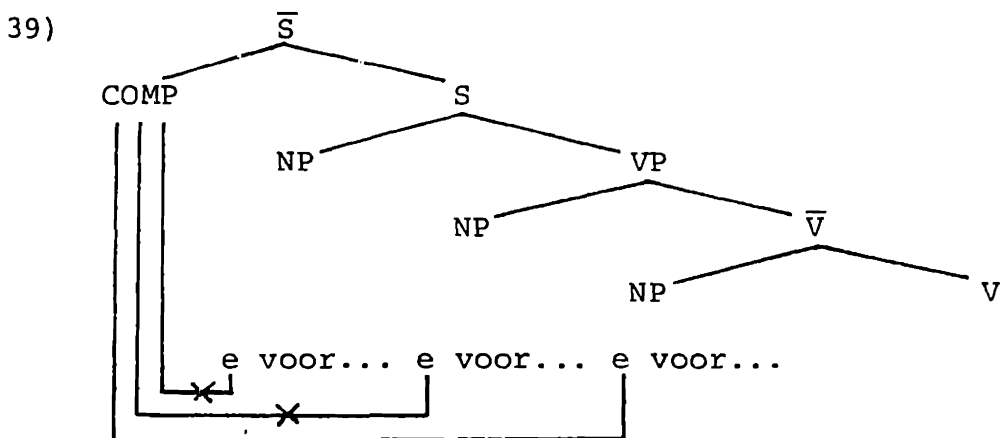 39) S̅
COMP S
NP VP
NP V̅
NP V
e voor... e voor... e voor...